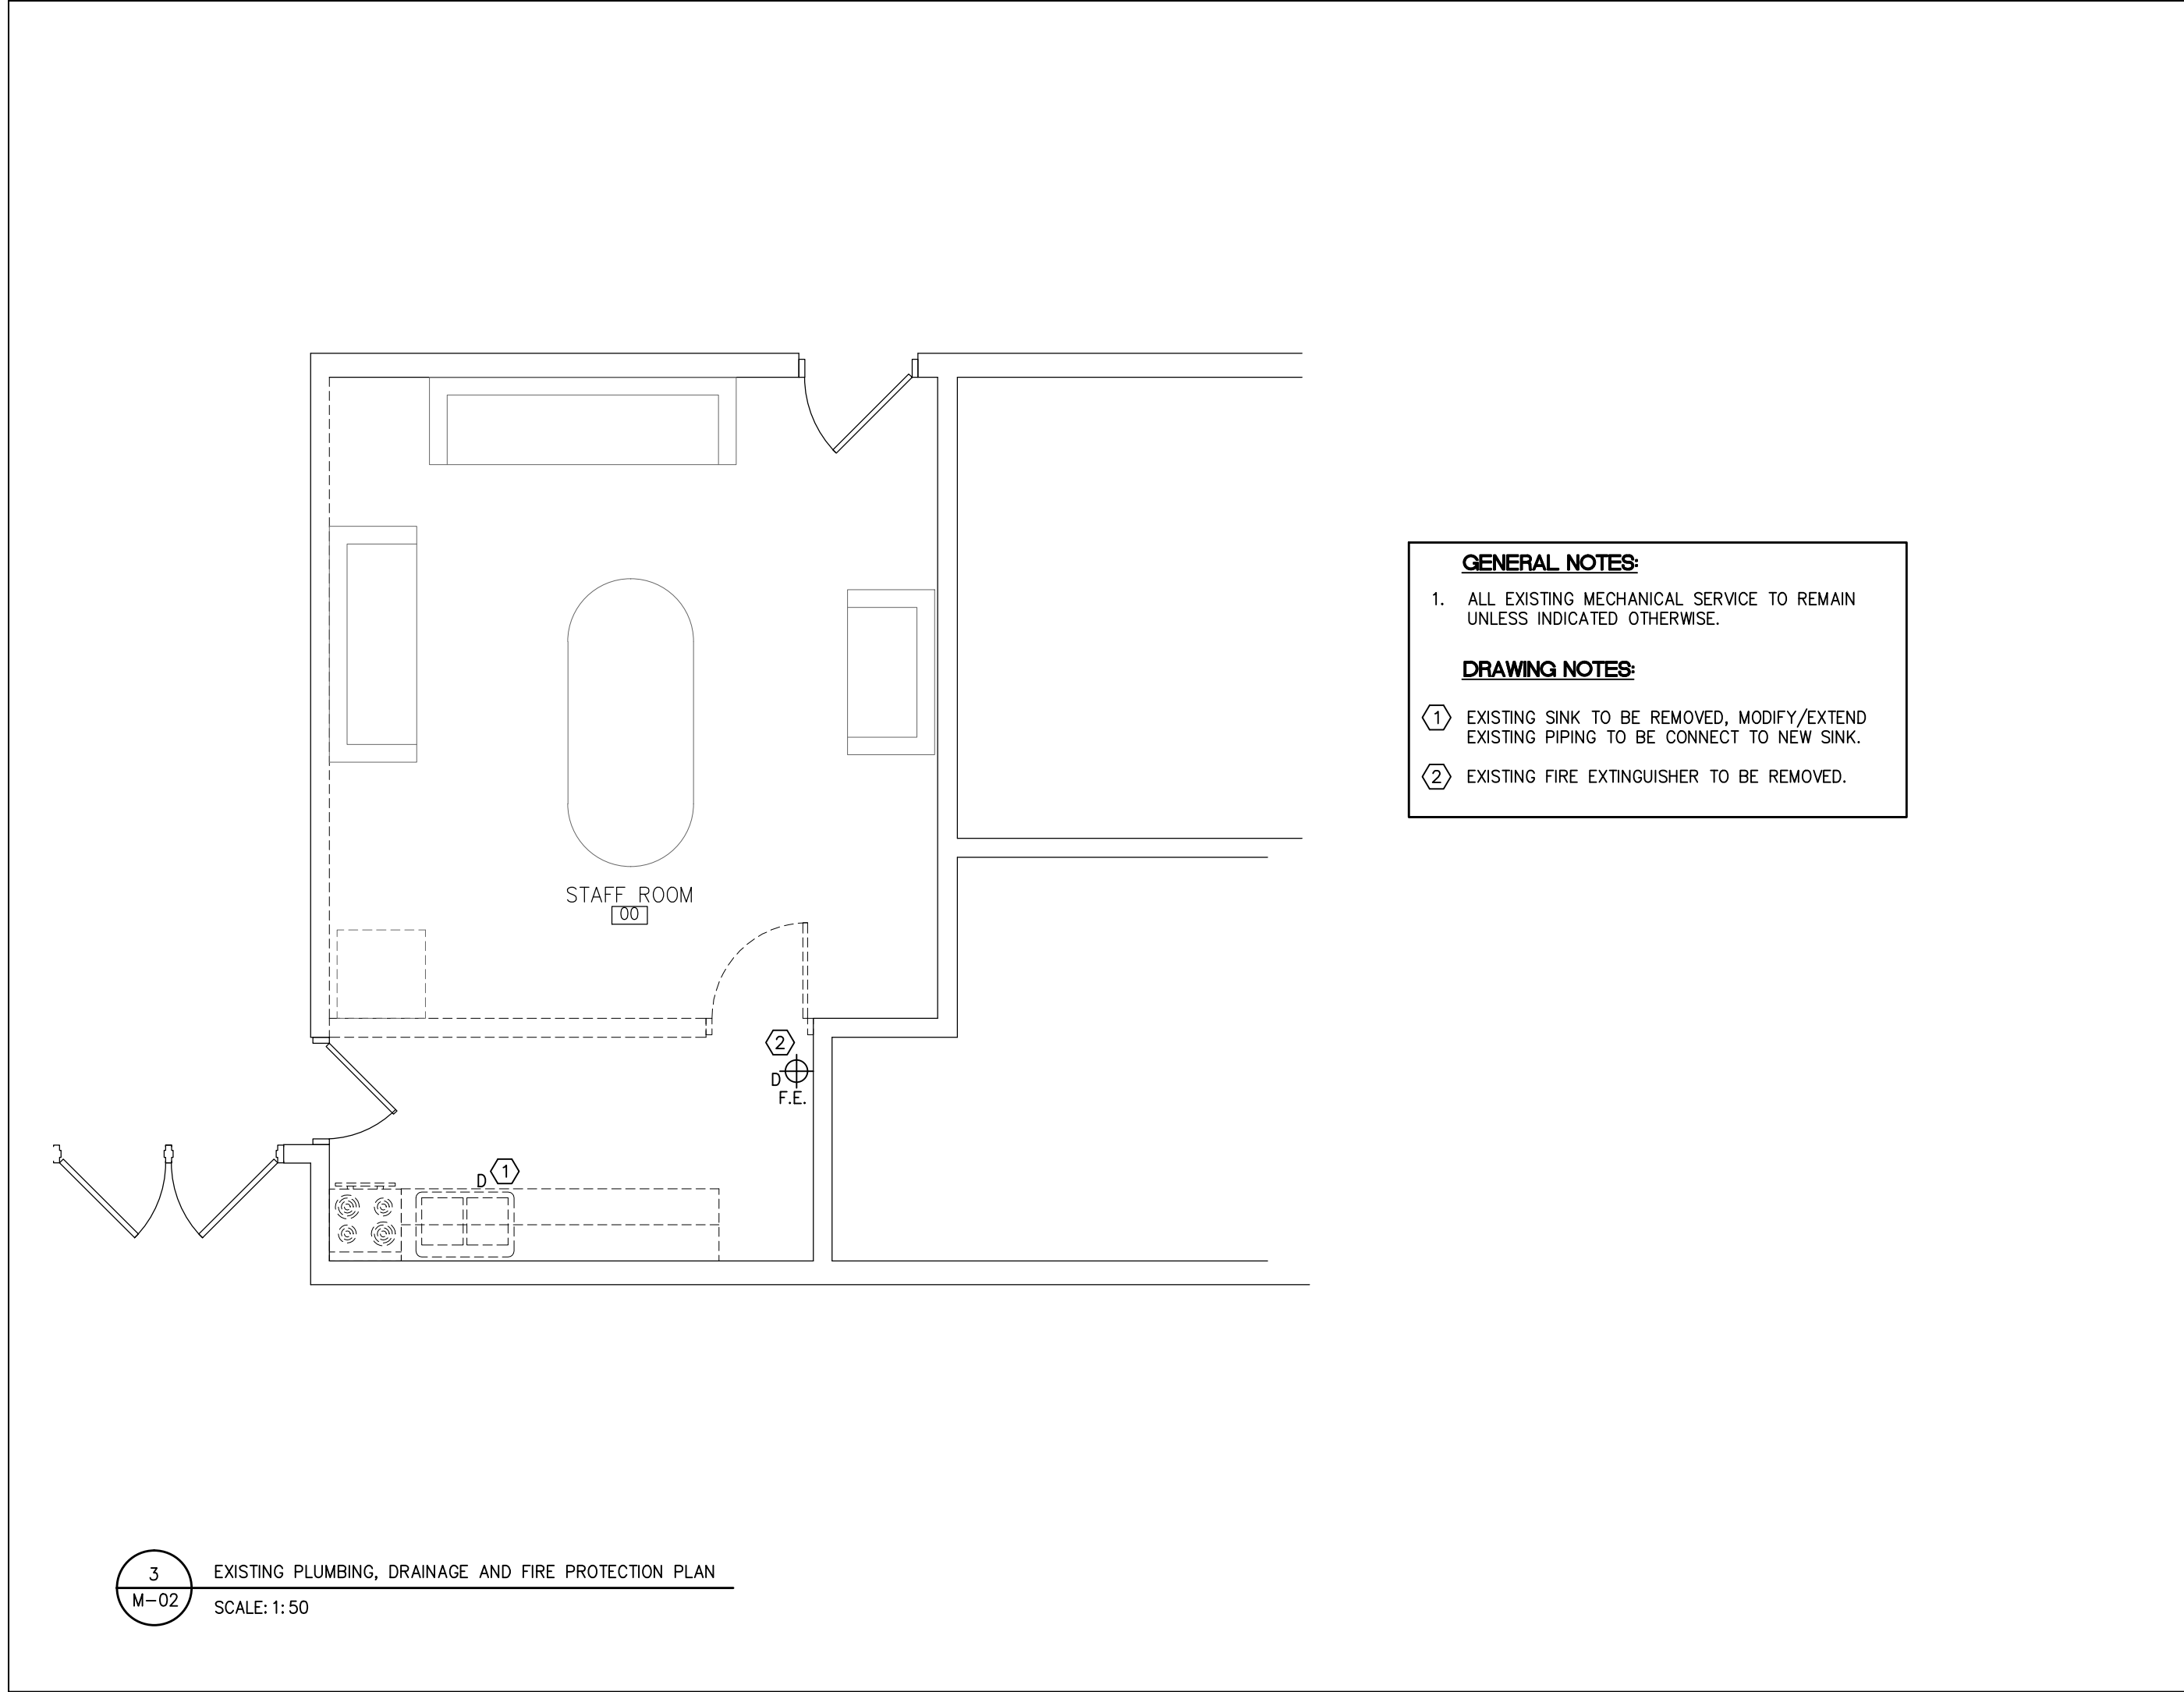 GENERAL NOTES:
1. ALL EXISTING MECHANICAL SERVICE TO REMAIN
UNLESS INDICATED OTHERWISE.
DRAWING NOTES:
1 EXISTING SINK TO BE REMOVED, MODIFY/EXTEND
EXISTING PIPING TO BE CONNECT TO NEW SINK.
2 EXISTING FIRE EXTINGUISHER TO BE REMOVED.
STAFF ROOM
00
2
D
F.E.
1
D
3
M-02
EXISTING PLUMBING, DRAINAGE AND FIRE PROTECTION PLAN
SCALE: 1:50